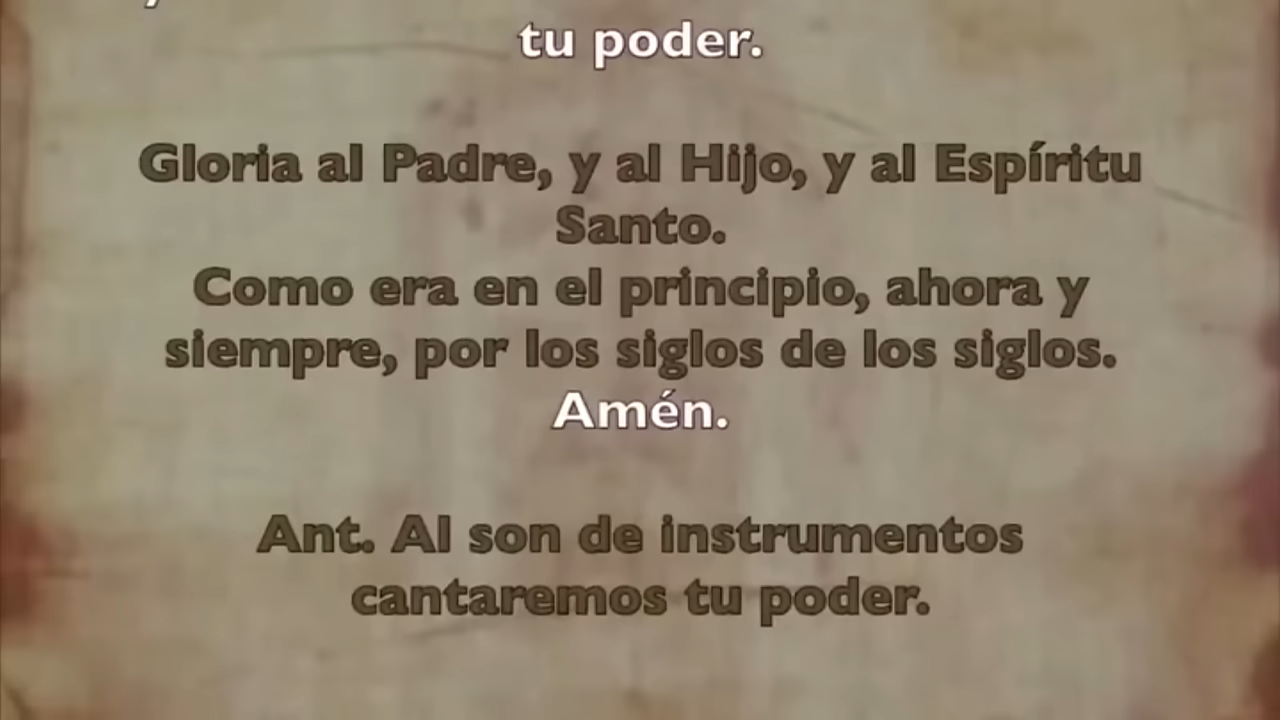 tu poder.
Gloria al Padre, y al Hijo, y al Espíritu
Santo.
Como era en el principio, ahora y
siempre, por los siglos de los siglos.
Amén.
Ant. Al son de instrumentos
cantaremos tu poder.